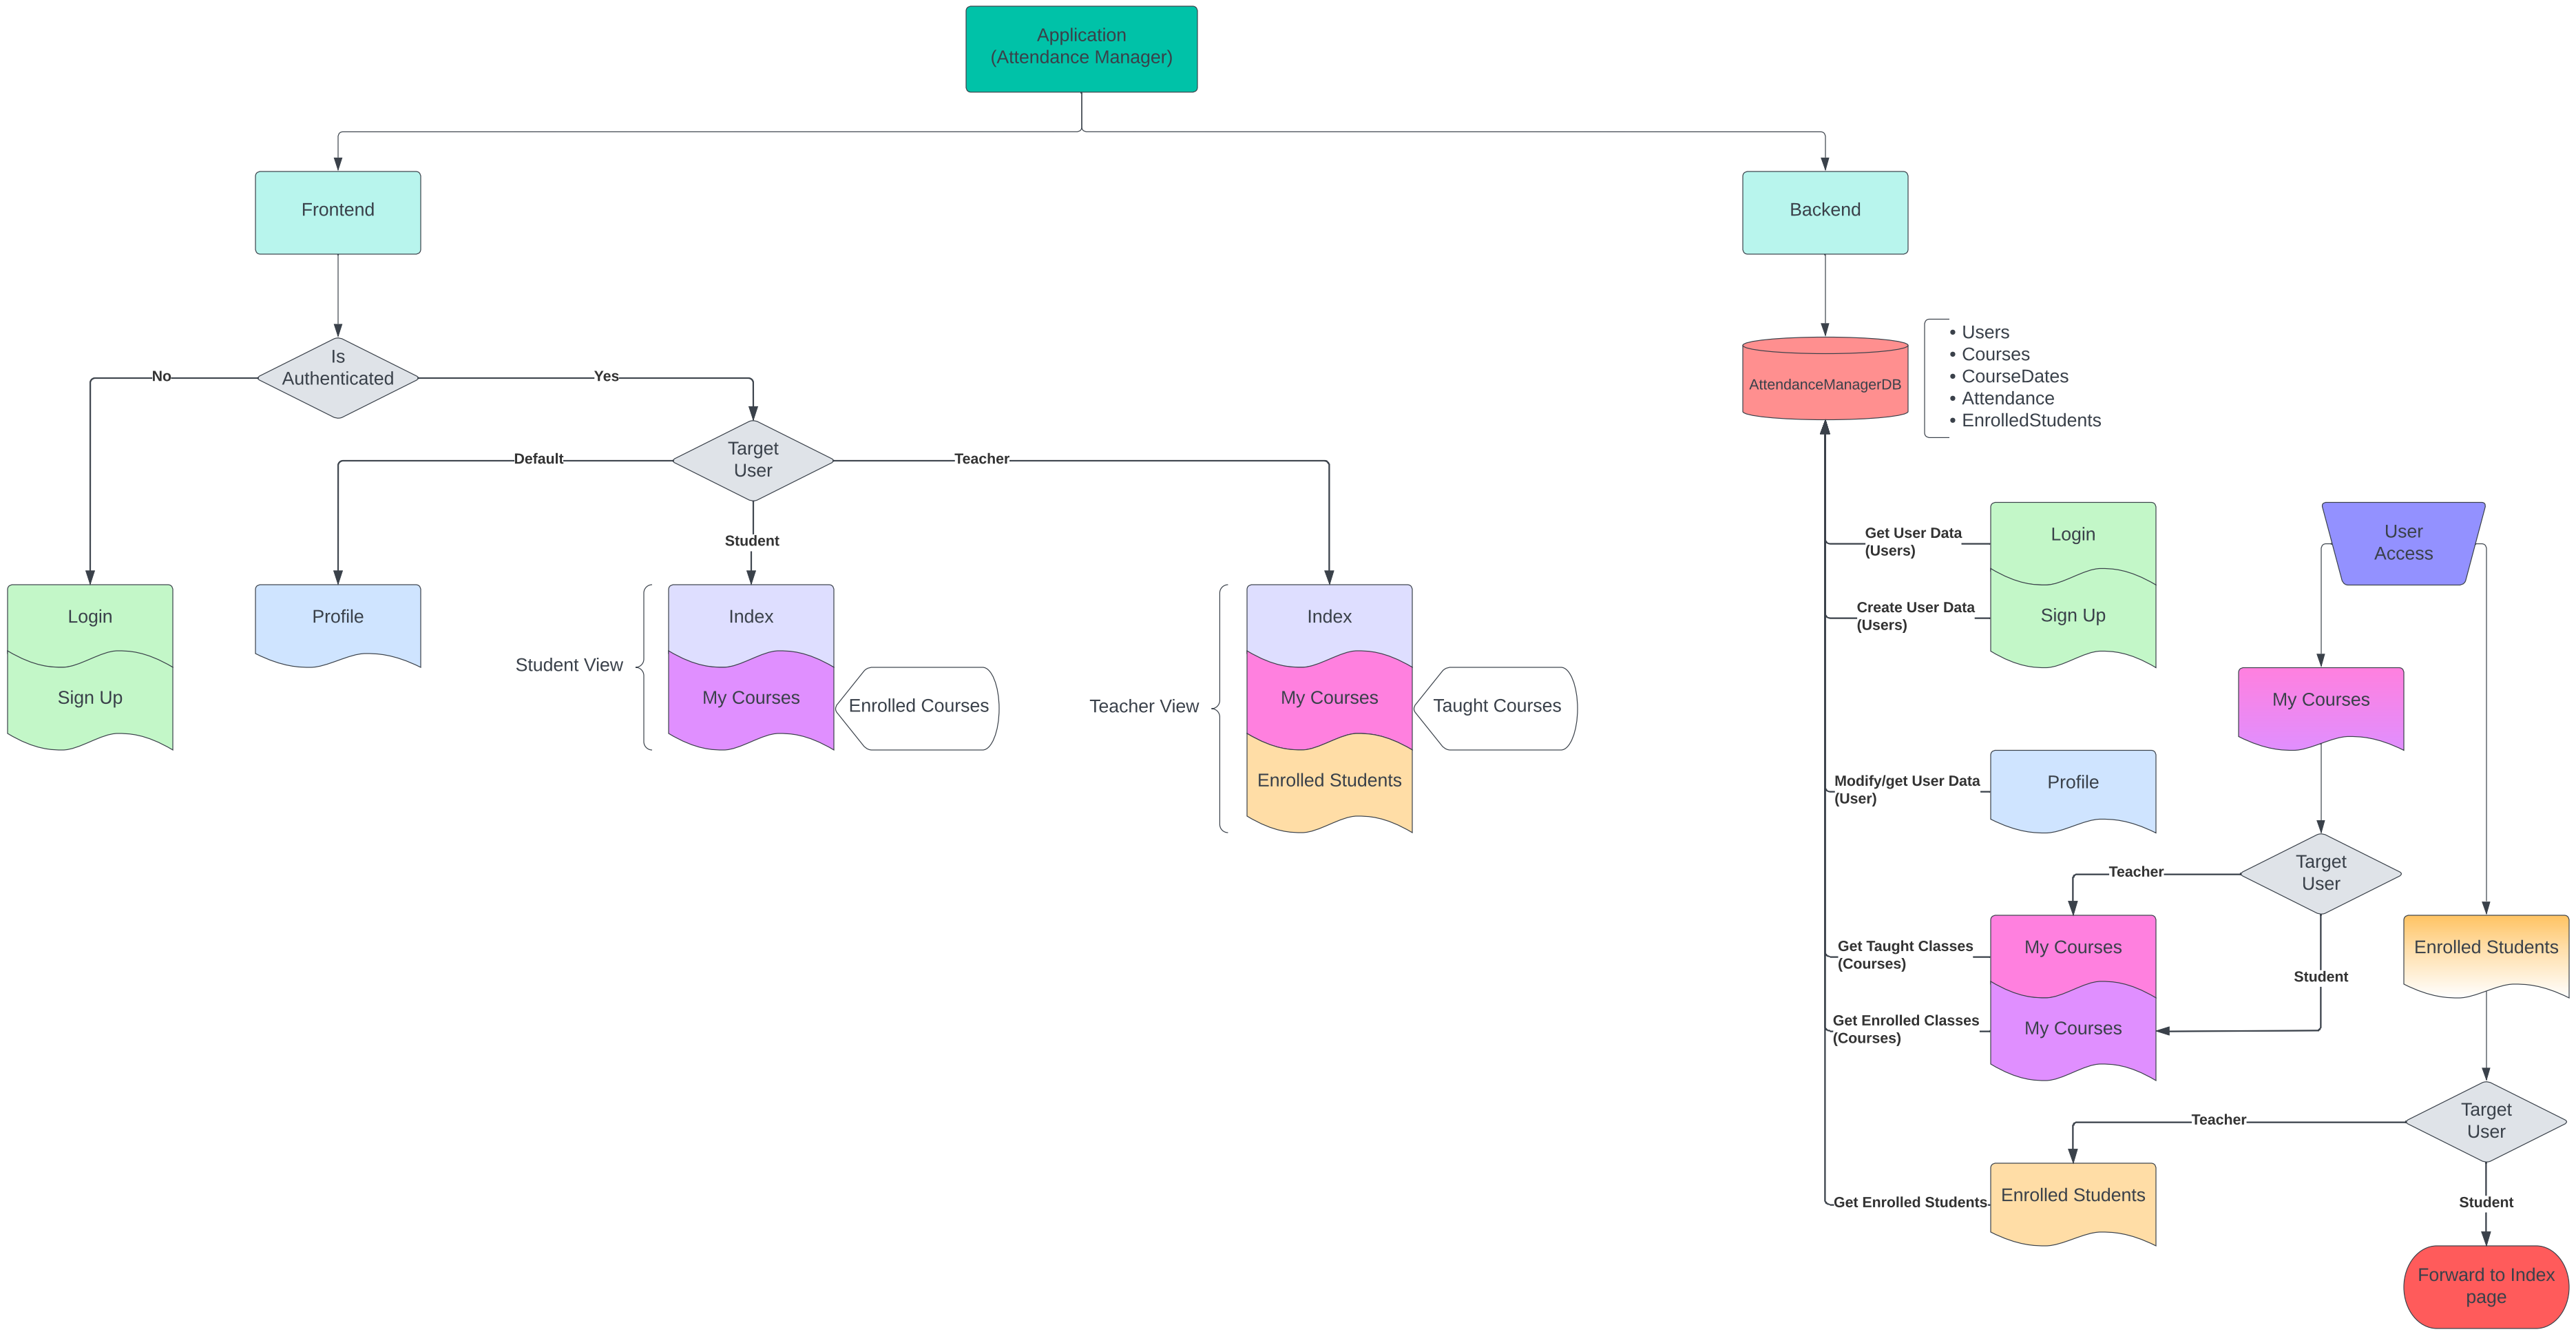 Application
(Attendance Manager)
Frontend
Backend
Is
Authenticated
No
Yes
AttendanceManagerDB
• Users
• Courses
• CourseDates
• Attendance
• EnrolledStudents
Target
User
Default
Teacher
Student
Login
Sign Up
Profile
Student View
Index
My Courses
Enrolled Courses
Teacher View
Index
My Courses
Enrolled Students
Taught Courses
Get User Data
(Users)
Login
Create User Data
(Users)
Sign Up
User
Access
My Courses
Modify/get User Data
(User)
Profile
Target
User
Teacher
Student
Get Taught Classes
(Courses)
My Courses
Get Enrolled Classes
(Courses)
My Courses
Enrolled Students
Target
User
Teacher
Student
Get Enrolled Students
Enrolled Students
Forward to Index
page